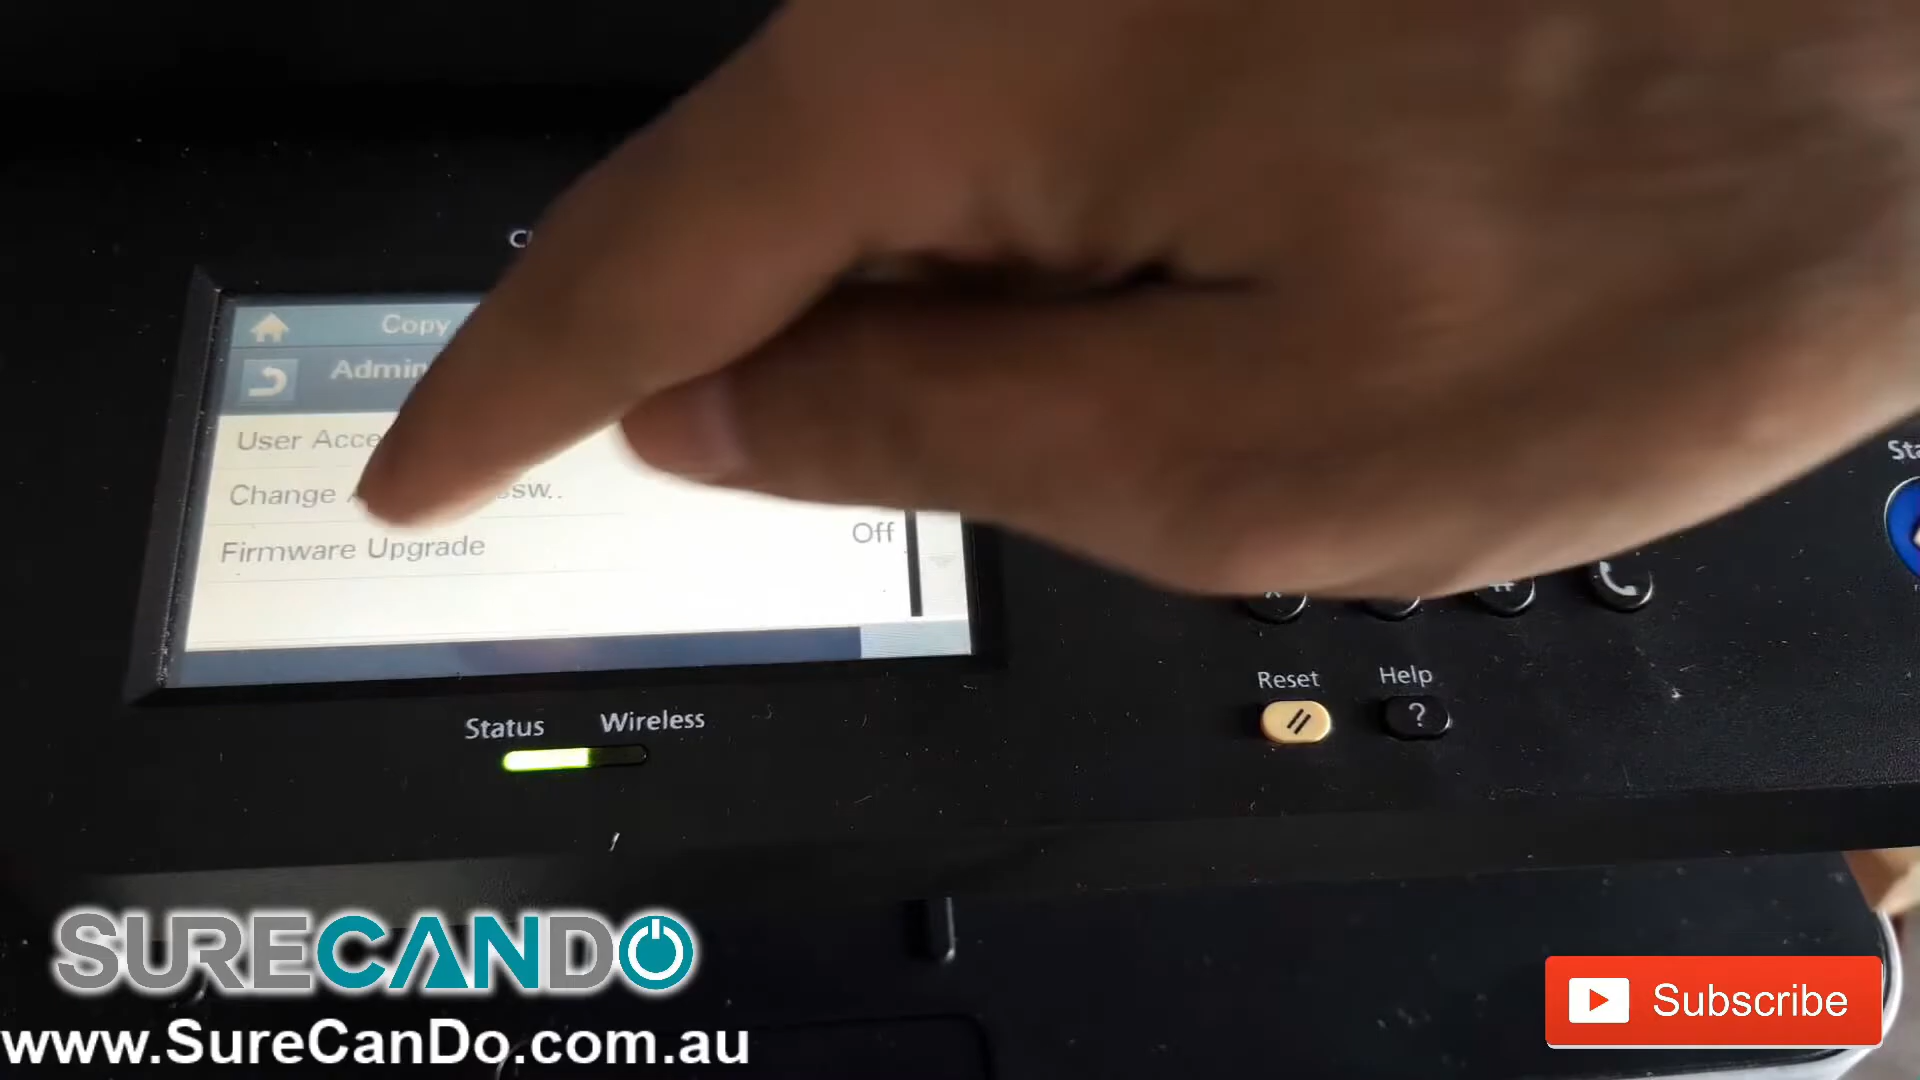 Copy
Admin
User Acce
Change ssw..
Off
Firmware Upgrade
Status Wireless
Reset Help
?
#
SURECANDO
www.SureCanDo.com.au
Subscribe